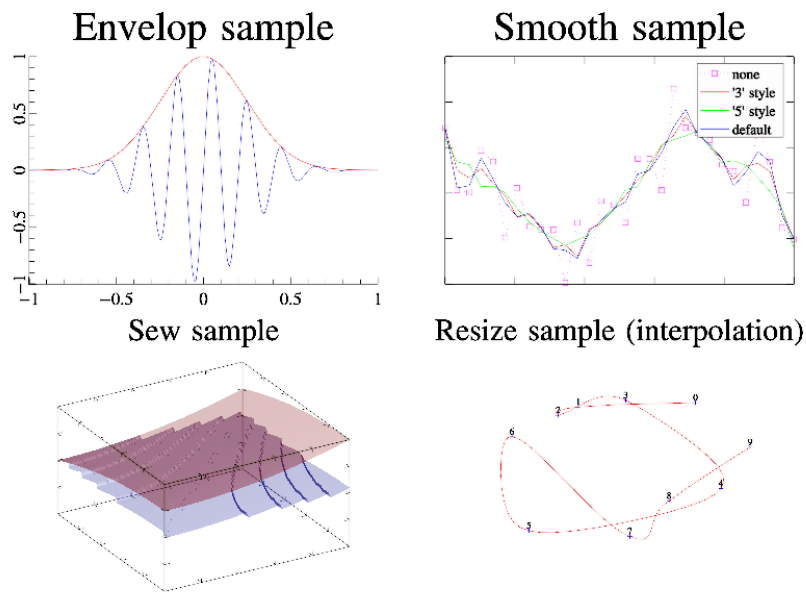 Envelop sample
Smooth sample
1
0.5
0
−0.5
−1
−1
−0.5
0
0.5
1
none
'3' style
'5' style
default
Sew sample
Resize sample (interpolation)
0
1
2
3
4
5
6
7
8
9